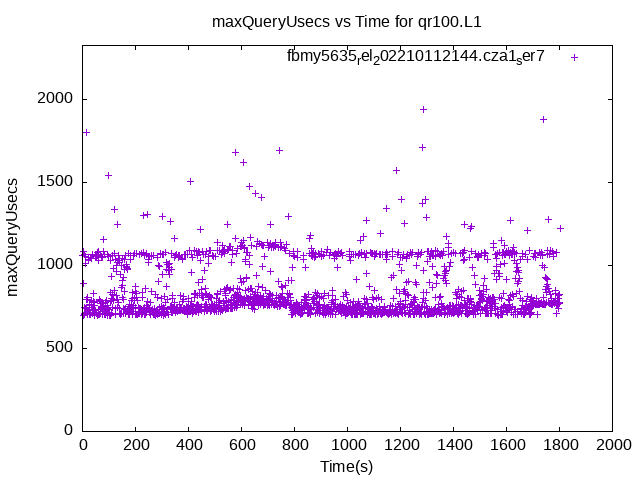 maxQueryUsecs vs Time for qr100.L1
fbmy5635rel202210112144.cza1ser7
maxQueryUsecs
2000
1500
1000
500
0
0 200 400 600 800 1000 1200 1400 1600 1800 2000
Time(s)